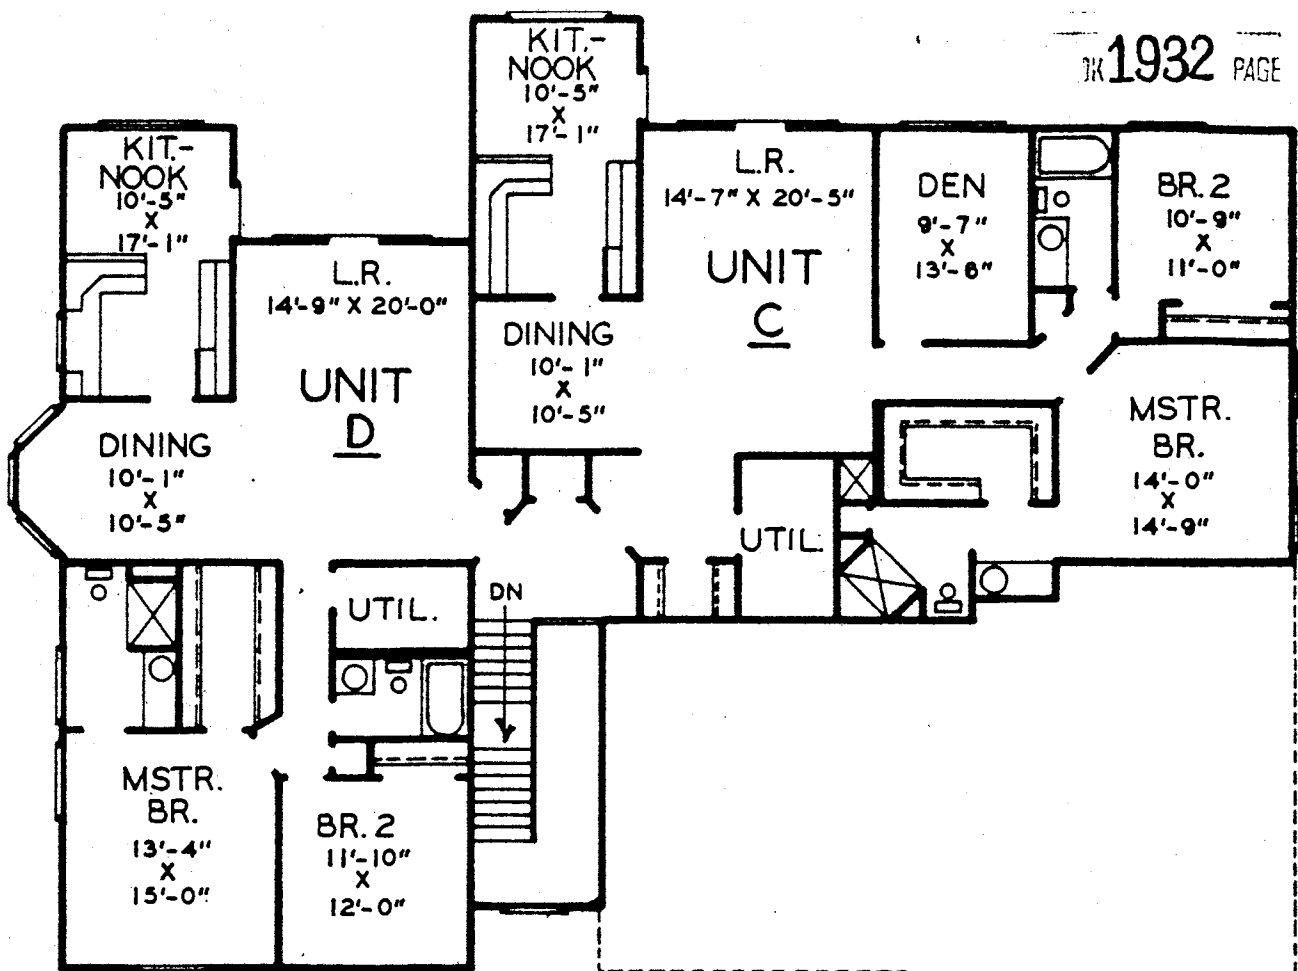 1932 PAGE
KIT.-
NOOK
10'-5"
X
17'-1"
KIT.-
NOOK
10'-5"
X
17'-1"
L.R.
14'-7" X 20'-5"
DEN
9'-7"
X
13'-6"
BR. 2
10'-9"
X
11'-0"
UNIT
C
L.R.
14'-9" X 20'-0"
DINING
10'-1"
X
10'-5"
UNIT
D
MSTR.
BR.
14'-0"
X
14'-9"
DINING
10'-1"
X
10'-5"
UTIL.
DN
UTIL.
MSTR.
BR.
13'-4"
X
15'-0"
BR. 2
11'-10"
X
12'-0"